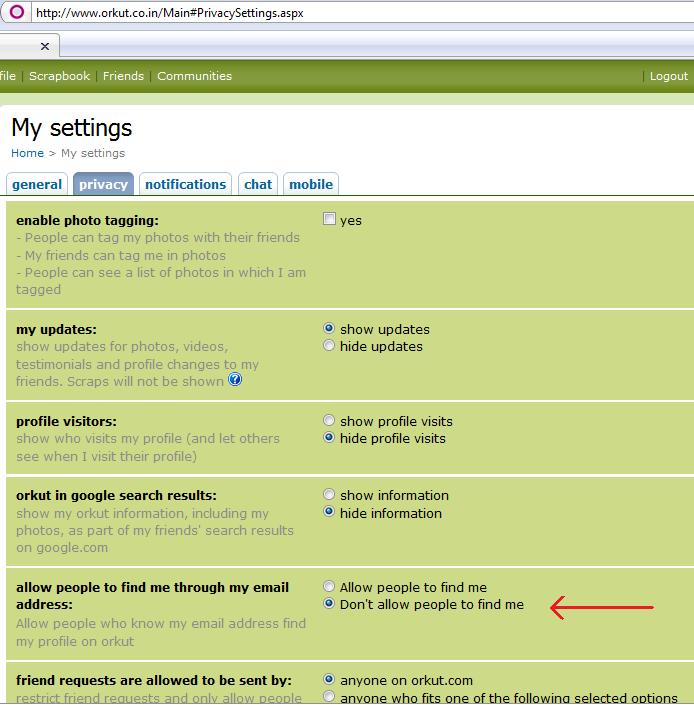 http://www.orkut.co.in/Main#PrivacySettings.aspx
file | Scrapbook | Friends | Communities | Logout
My settings
Home > My settings
general privacy notifications chat mobile
enable photo tagging: yes
- People can tag my photos with their friends
- My friends can tag me in photos
- People can see a list of photos in which I am
tagged
my updates: show updates
show updates for photos, videos, hide updates
testimonials and profile changes to my
friends. Scraps will not be shown ?
profile visitors: show profile visits
show who visits my profile (and let others hide profile visits
see when I visit their profile)
orkut in google search results: show information
show my orkut information, including my hide information
photos, as part of my friends' search results
on google.com
allow people to find me through my email Allow people to find me
address: Don't allow people to find me
Allow people who know my email address find
my profile on orkut
friend requests are allowed to be sent by: anyone on orkut.com
restrict friend requests and only allow people anyone who fits one of the following selected options